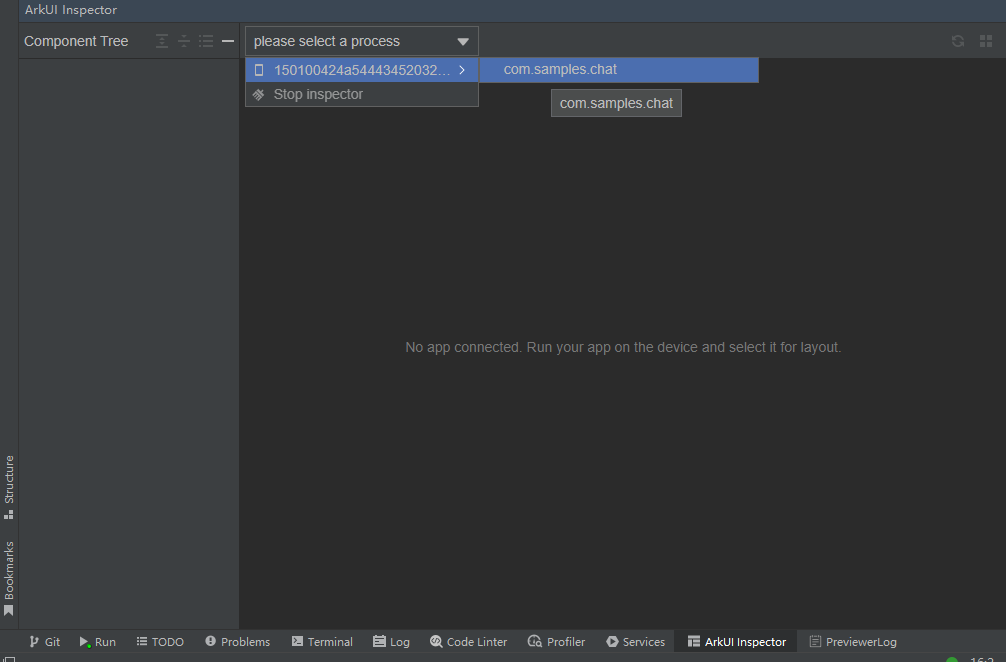 ArkUI Inspector
Component Tree
please select a process
150100424a54443452032...
com.samples.chat
Stop inspector
com.samples.chat
No app connected. Run your app on the device and select it for layout.
Structure
Bookmarks
Git
Run
TODO
Problems
Terminal
Log
Code Linter
Profiler
Services
ArkUI Inspector
PreviewerLog